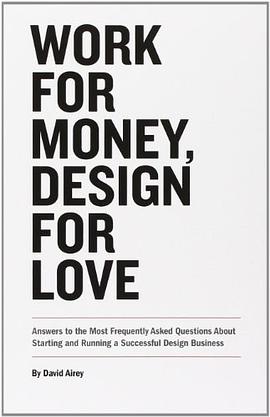 WORK
FOR
MONEY,
DESIGN
FOR
LOVE
Answers to the Most Frequently Asked Questions About
Starting and Running a Successful Design Business
By David Airey